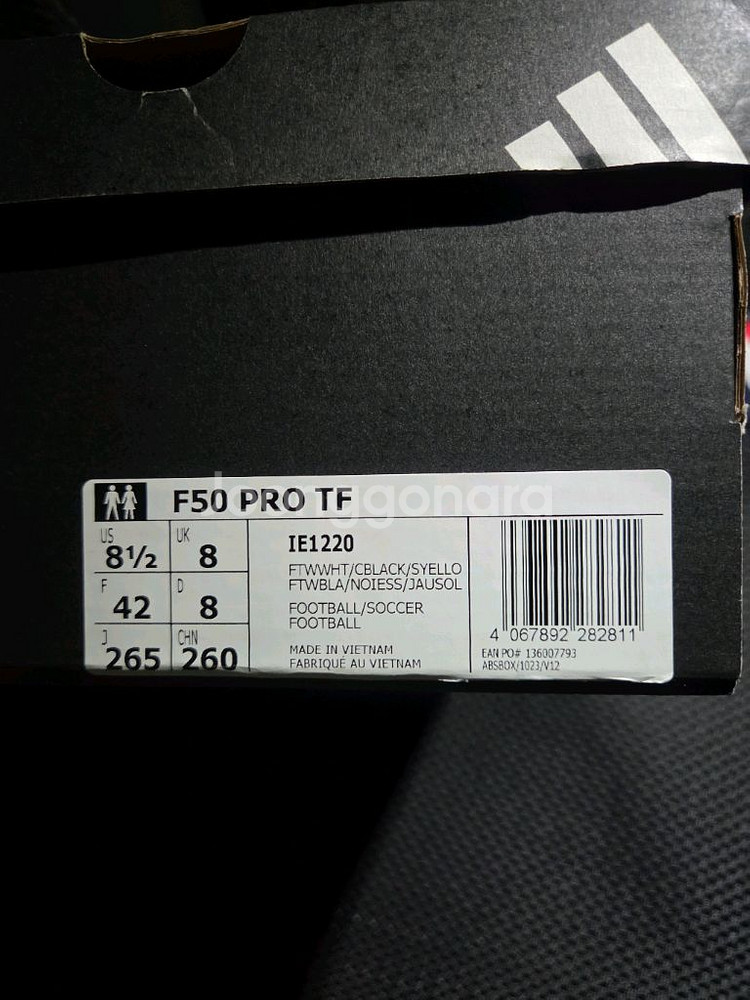 F50 PRO TF
joonggonara
US
8½
UK
8
F
42
D
8
J
265
CHN
260
IE1220
FTWWHT/CBLACK/SYELLO
FTWBLA/NOIESS/JAUSOL
FOOTBALL/SOCCER
FOOTBALL
MADE IN VIETNAM
FABRIQUÉ AU VIETNAM
4 067892 282811
EAN PO# 136007793
ABSBOX/1023/V12